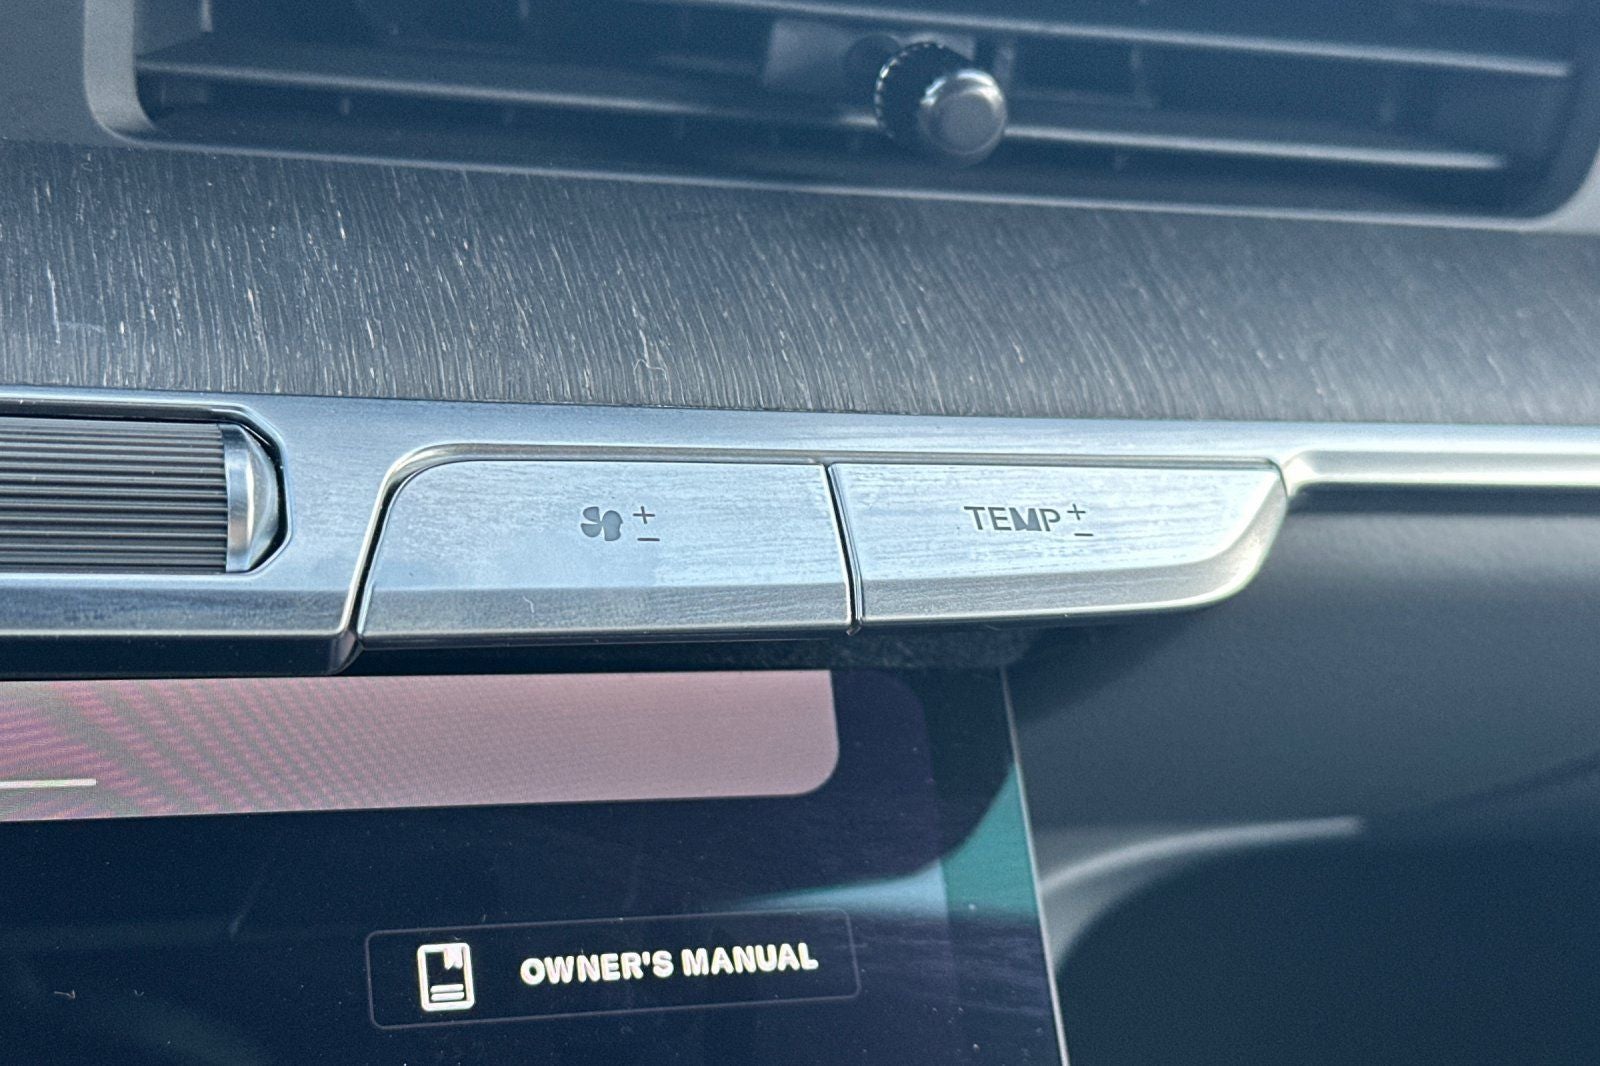 +
-
TEMP +
-
OWNER'S MANUAL